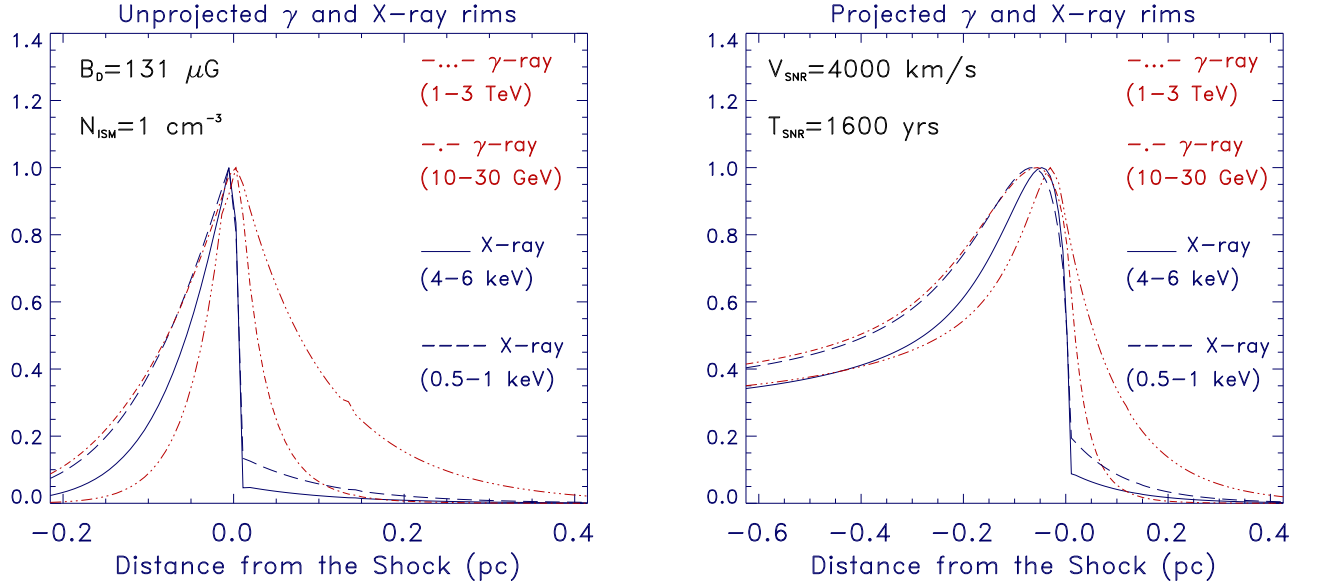 Unprojected γ and X−ray rims
1.4
1.2
1.0
0.8
0.6
0.4
0.2
0.0
B_D=131 μG
N_ISM=1 cm⁻³
−...− γ−ray
(1−3 TeV)
−.− γ−ray
(10−30 GeV)
X−ray
(4−6 keV)
X−ray
(0.5−1 keV)
−0.2 0.0 0.2 0.4
Distance from the Shock (pc)
Projected γ and X−ray rims
1.4
1.2
1.0
0.8
0.6
0.4
0.2
0.0
V_SNR=4000 km/s
T_SNR=1600 yrs
−...− γ−ray
(1−3 TeV)
−.− γ−ray
(10−30 GeV)
X−ray
(4−6 keV)
X−ray
(0.5−1 keV)
−0.6 −0.4 −0.2 −0.0 0.2 0.4
Distance from the Shock (pc)